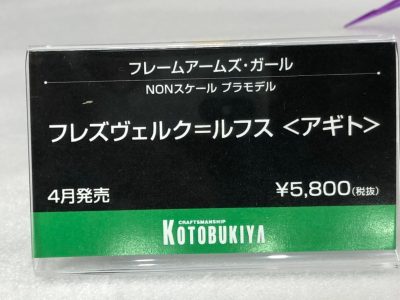 フレームアームズ・ガール
NONスケール プラモデル
フレズヴェルク=ルフス <アギト>
4月発売
¥5,800(税抜)
CRAFTSMANSHIP
KOTOBUKIYA